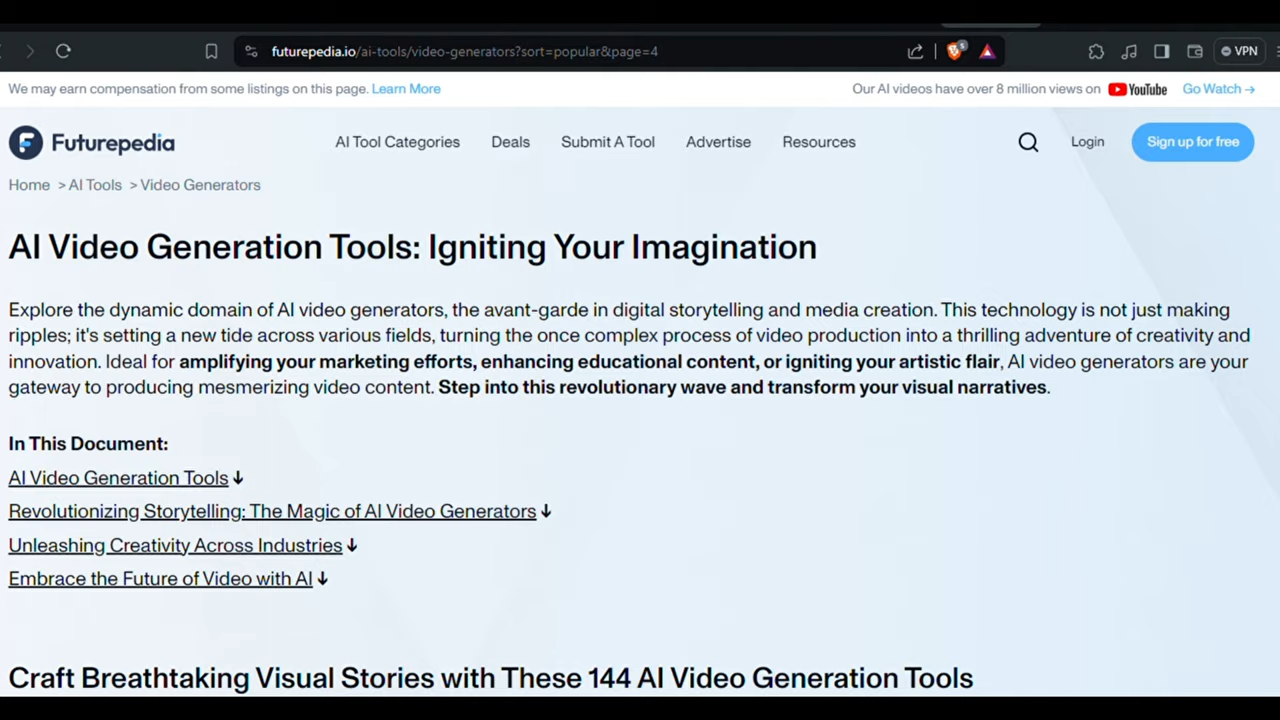 futurepedia.io/ai-tools/video-generators?sort=popular&page=4
5
VPN
We may earn compensation from some listings on this page. Learn More
Our AI videos have over 8 million views on YouTube Go Watch →
Futurepedia
AI Tool Categories
Deals
Submit A Tool
Advertise
Resources
Login
Sign up for free
Home > AI Tools > Video Generators
AI Video Generation Tools: Igniting Your Imagination
Explore the dynamic domain of AI video generators, the avant-garde in digital storytelling and media creation. This technology is not just making
ripples; it's setting a new tide across various fields, turning the once complex process of video production into a thrilling adventure of creativity and
innovation. Ideal for amplifying your marketing efforts, enhancing educational content, or igniting your artistic flair, AI video generators are your
gateway to producing mesmerizing video content. Step into this revolutionary wave and transform your visual narratives.
In This Document:
AI Video Generation Tools ↓
Revolutionizing Storytelling: The Magic of AI Video Generators ↓
Unleashing Creativity Across Industries ↓
Embrace the Future of Video with AI ↓
Craft Breathtaking Visual Stories with These 144 AI Video Generation Tools